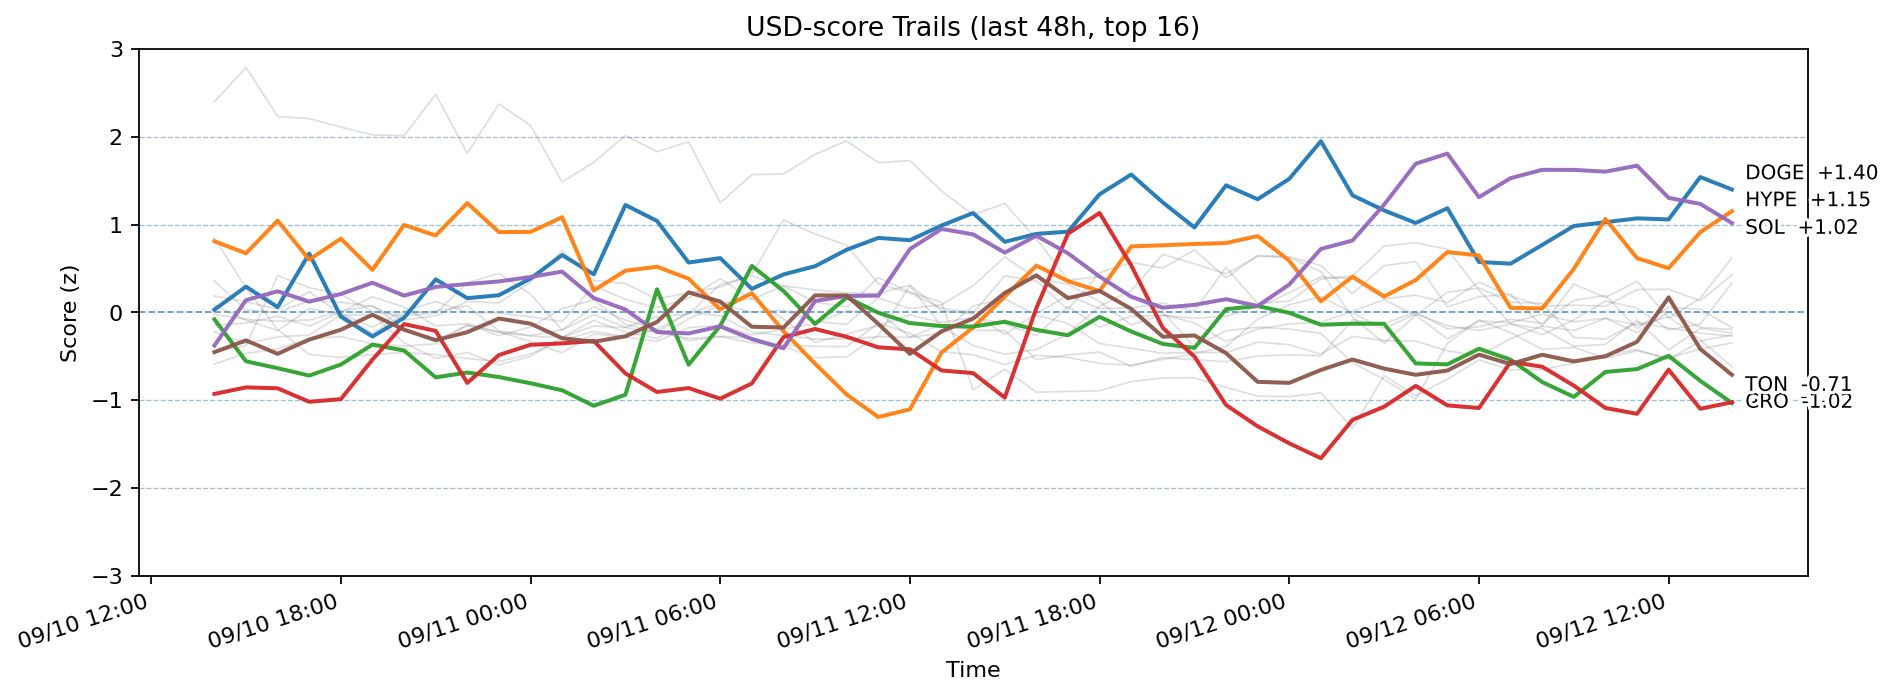 USD-score Trails (last 48h, top 16)
Score (z)
3
2
1
0
−1
−2
−3
DOGE +1.40
HYPE +1.15
SOL +1.02
TON -0.71
CRO -1.02
09/10 12:00
09/10 18:00
09/11 00:00
09/11 06:00
09/11 12:00
09/11 18:00
09/12 00:00
09/12 06:00
09/12 12:00
Time